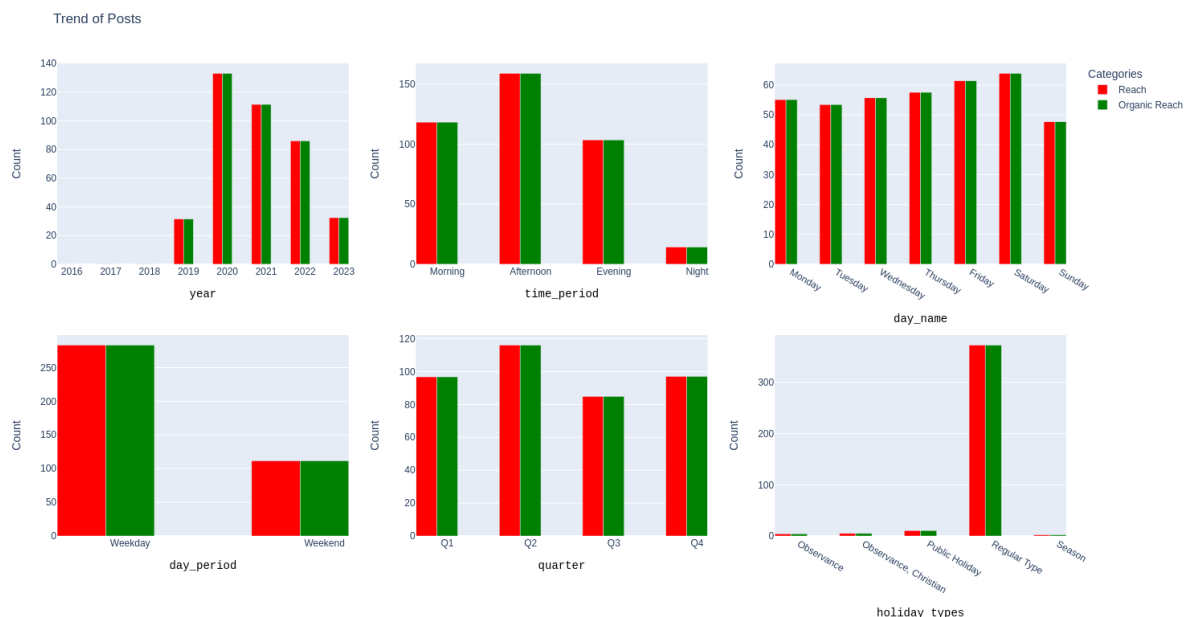 Trend of Posts
Categories
Reach
Organic Reach
Count
140
120
100
80
60
40
20
0
2016 2017 2018 2019 2020 2021 2022 2023
year
Count
150
100
50
0
Morning Afternoon Evening Night
time_period
Count
60
50
40
30
20
10
0
Monday Tuesday Wednesday Thursday Friday Saturday Sunday
day_name
Count
250
200
150
100
50
0
Weekday Weekend
day_period
Count
120
100
80
60
40
20
0
Q1 Q2 Q3 Q4
quarter
Count
300
200
100
0
Observance Observance, Christian Public Holiday Regular Type Season
holiday_types